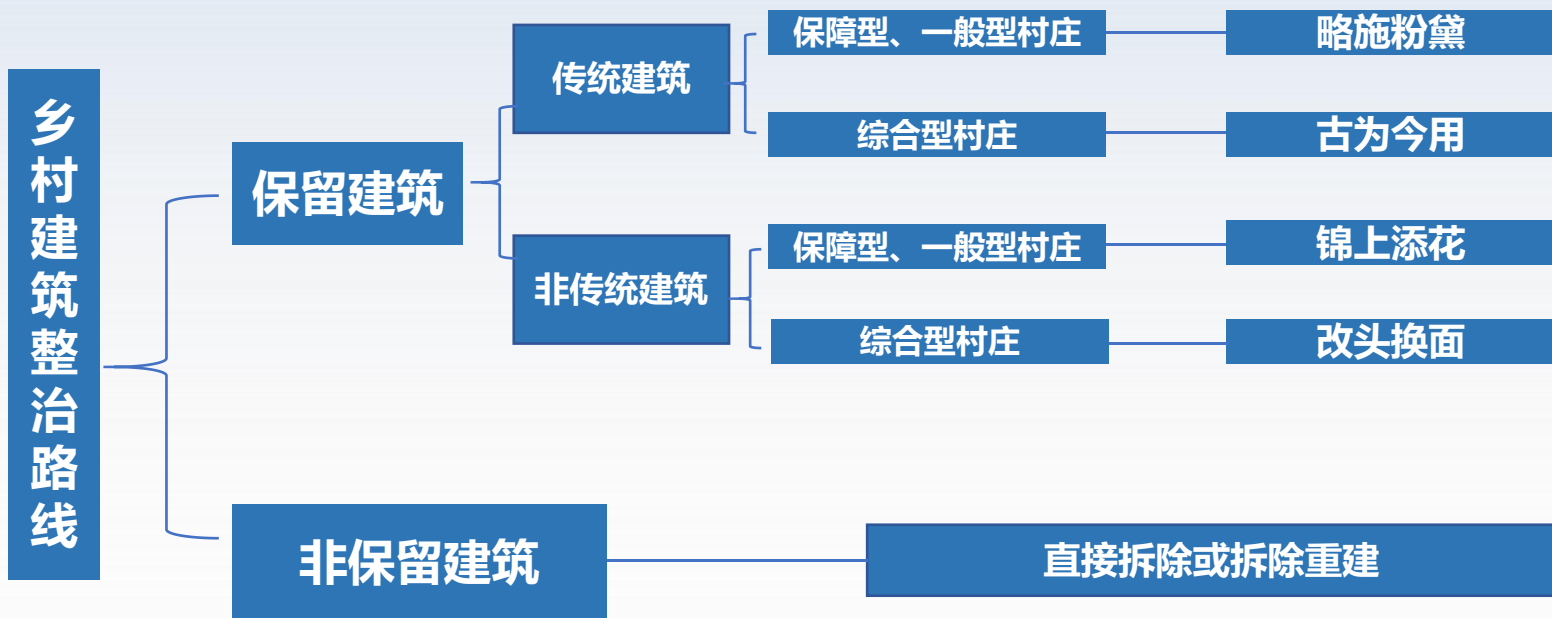 乡村建筑整治路线
保留建筑
传统建筑
保障型、一般型村庄
略施粉黛
综合型村庄
古为今用
非传统建筑
保障型、一般型村庄
锦上添花
综合型村庄
改头换面
非保留建筑
直接拆除或拆除重建